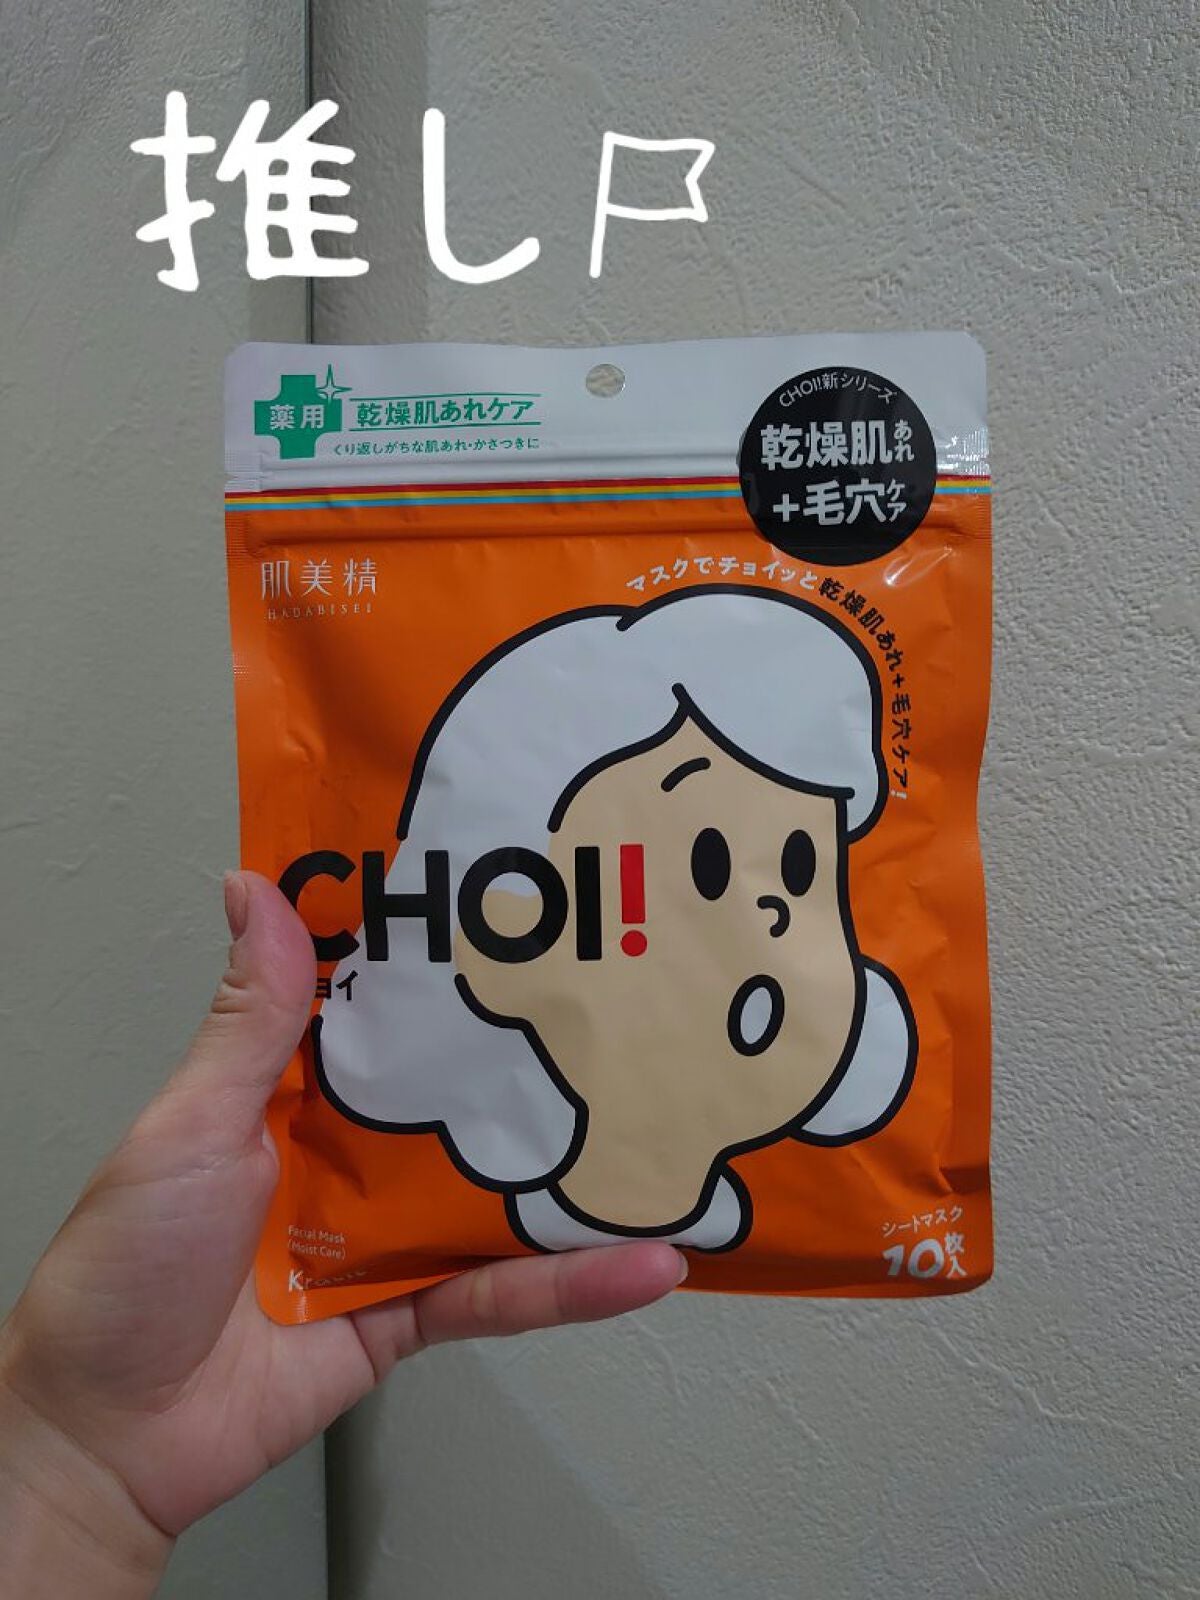 推し
薬用
乾燥肌あれケア
くり返しがちな肌あれ・かさつきに
CHOI!新シリーズ
乾燥肌あれ
+毛穴ケア
肌美精
HADABISEI
マスクでチョイッと乾燥肌あれ+毛穴ケア!
CHOI!
ョイ
Facial Mask
(Moist Care)
シートマスク
10枚入